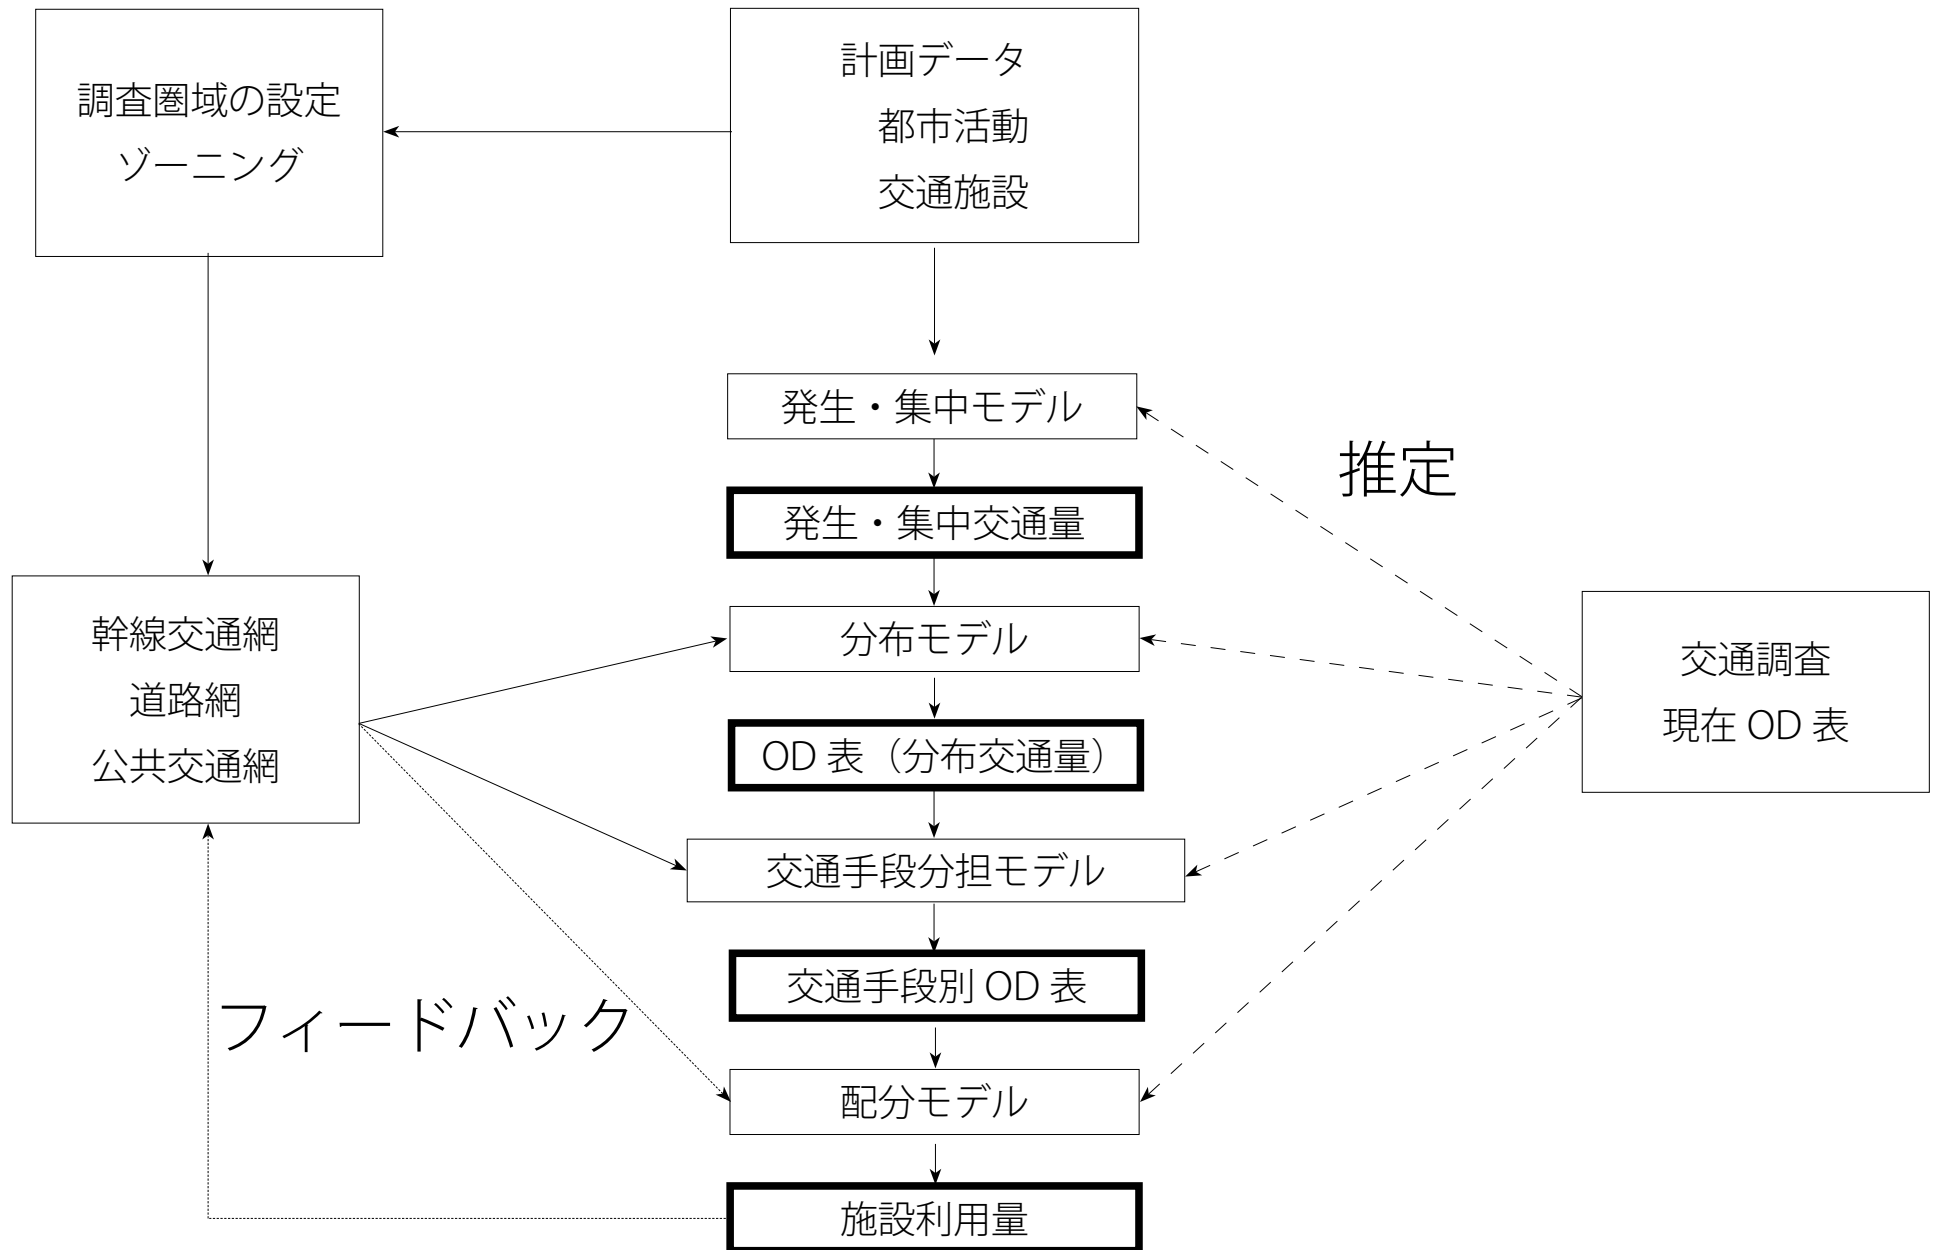 調査圏域の設定
ゾーニング
計画データ
都市活動
交通施設
発生・集中モデル
推定
発生・集中交通量
幹線交通網
道路網
公共交通網
分布モデル
交通調査
現在 OD 表
OD 表（分布交通量）
交通手段分担モデル
交通手段別 OD 表
フィードバック
配分モデル
施設利用量